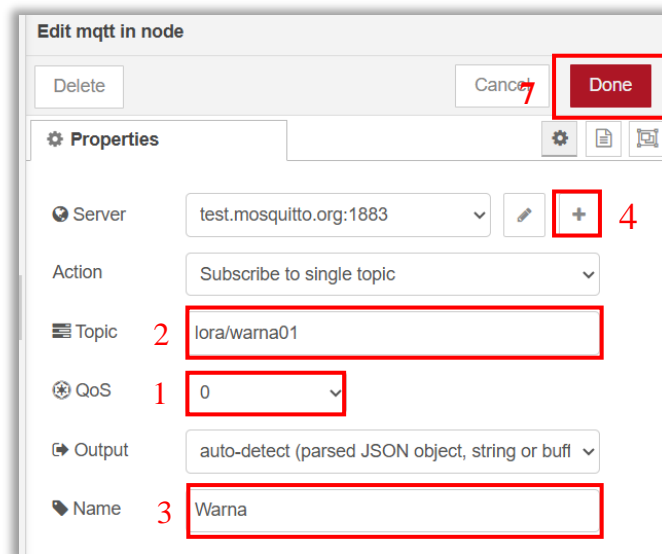 Edit mqtt in node
Delete Cancel 7 Done
Properties
Server test.mosquitto.org:1883 4
Action Subscribe to single topic
Topic 2 lora/warna01
QoS 1 0
Output auto-detect (parsed JSON object, string or buff
Name 3 Warna